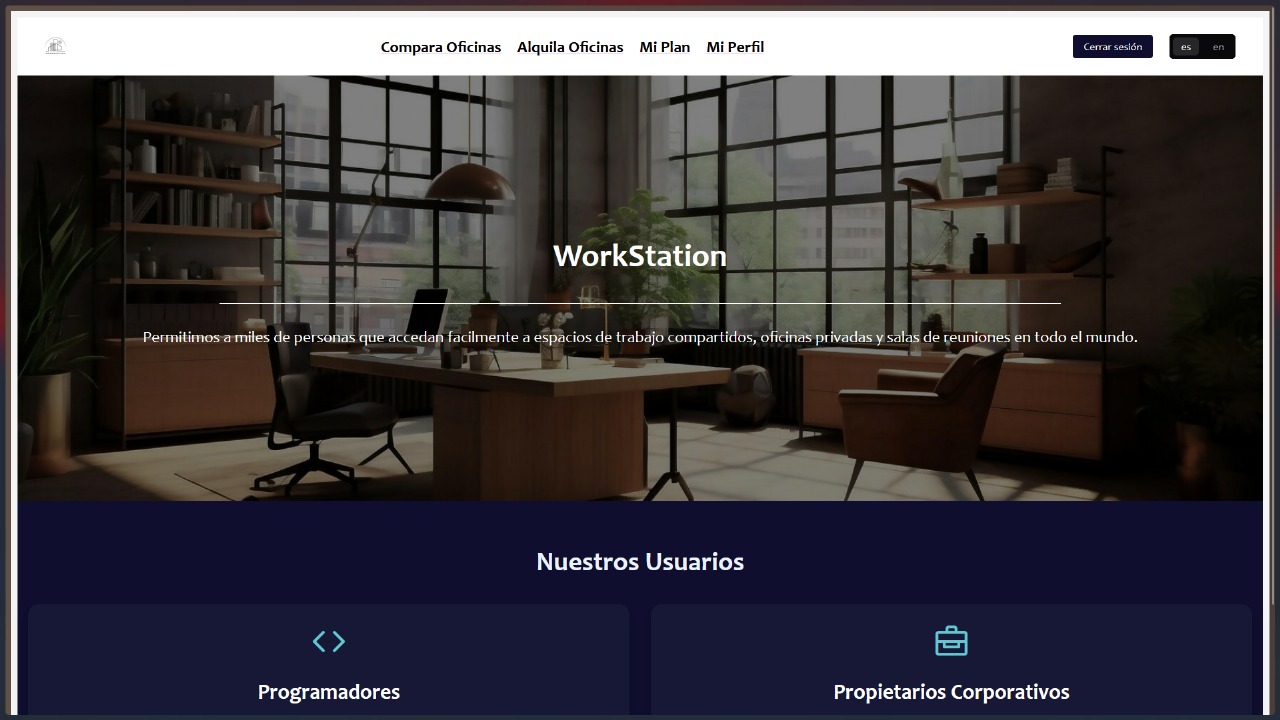 Compara Oficinas
Alquila Oficinas
Mi Plan
Mi Perfil
Cerrar sesión
es
en
WorkStation
Permitimos a miles de personas que accedan facilmente a espacios de trabajo compartidos, oficinas privadas y salas de reuniones en todo el mundo.
Nuestros Usuarios
Programadores
Propietarios Corporativos